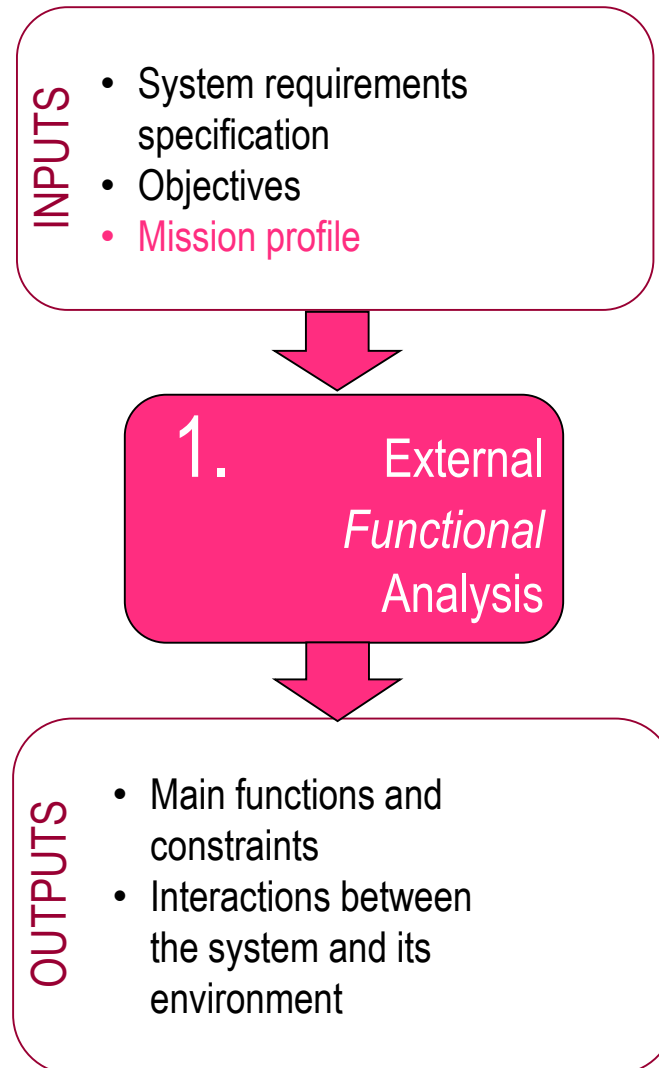 INPUTS
• System requirements
specification
• Objectives
• Mission profile
1. External
Functional
Analysis
OUTPUTS
• Main functions and
constraints
• Interactions between
the system and its
environment